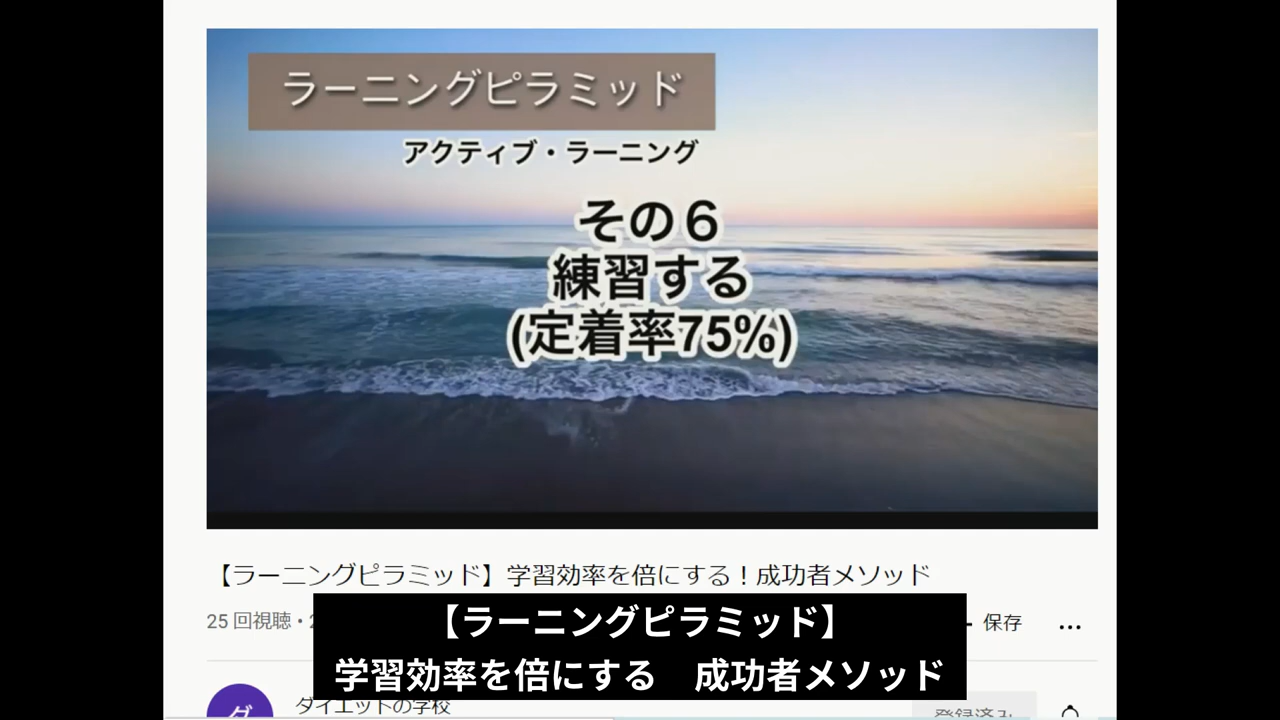 ラーニングピラミッド
アクティブ・ラーニング
その６
練習する
(定着率75%)
【ラーニングピラミッド】学習効率を倍にする！成功者メソッド
25 回視聴・
保存
…
【ラーニングピラミッド】
学習効率を倍にする　成功者メソッド
ダ
ダイエットの学校
登録済み